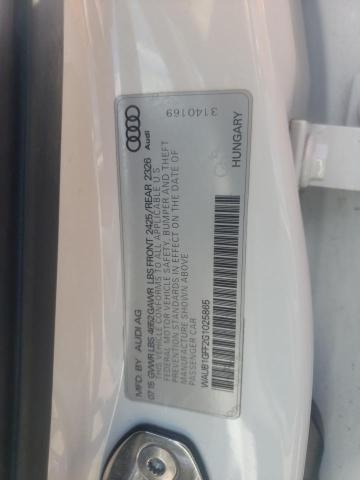 Audi
3140169
MFD. BY AUDI AG
07.15 GVWR LBS 4652,GAWR LBS FRONT 2425/REAR 2326
THIS CAR CONFORMS TO ALL APPLICABLE U.S.
FEDERAL MOTOR VEHICLE SAFETY, BUMPER AND THEFT
PREVENTION STANDARDS IN EFFECT ON THE DATE OF
MANUFACTURE SHOWN ABOVE
PASSENGER CAR
WAUB1GFF2G1025865
HUNGARY